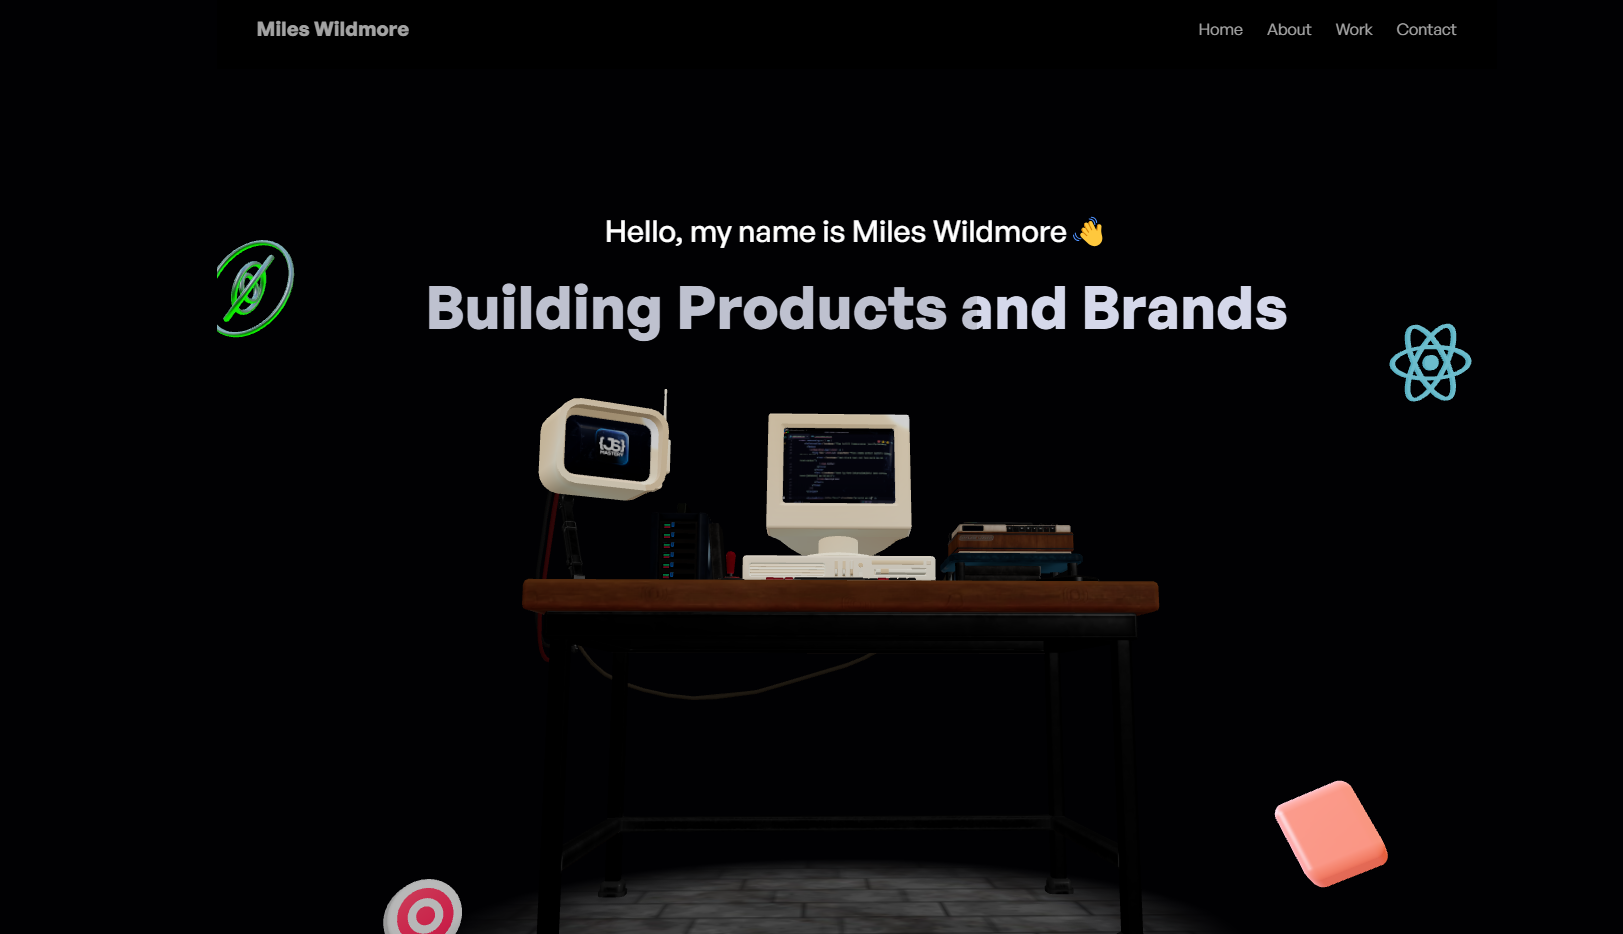 Miles Wildmore
Home About Work Contact
Hello, my name is Miles Wildmore 👋
Building Products and Brands
{JS}
MASTERY